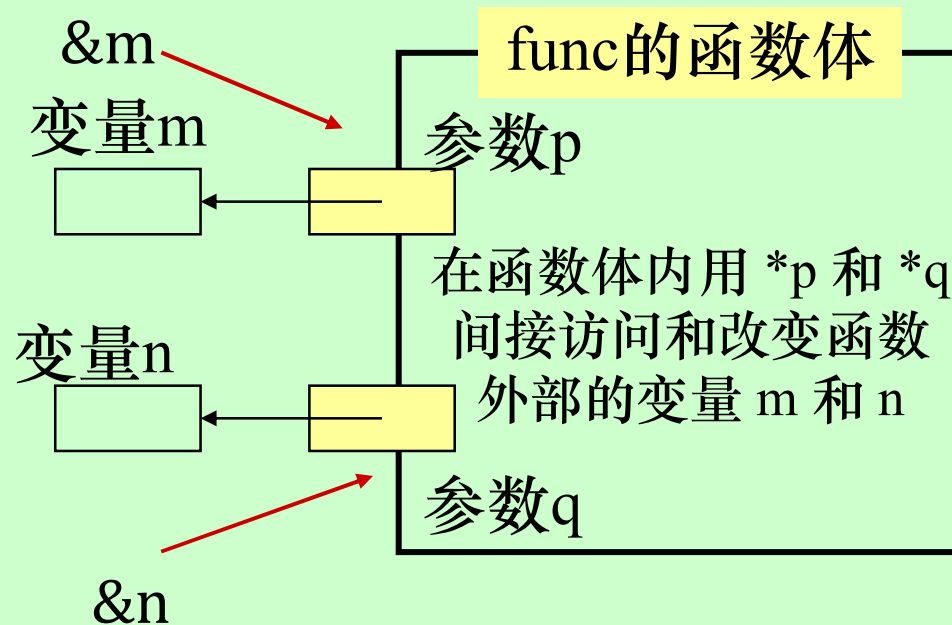 &m
func的函数体
变量m
参数p
在函数体内用 *p 和 *q
间接访问和改变函数
外部的变量 m 和 n
变量n
参数q
&n